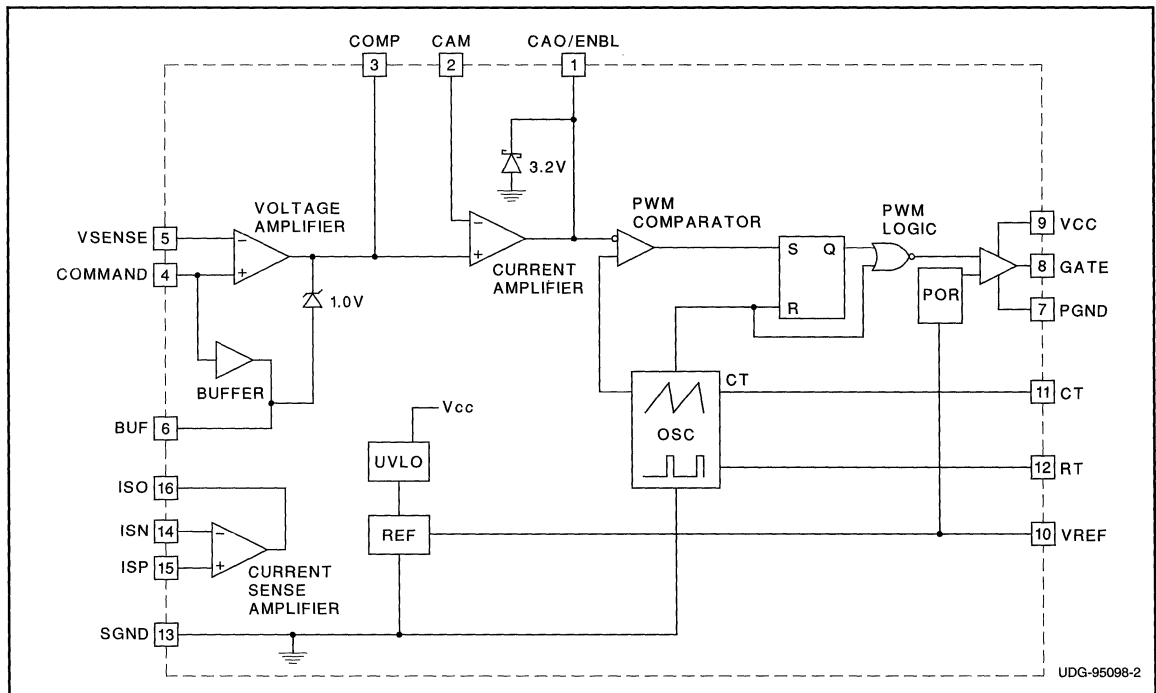 COMP
CAM
CAO/ENBL
3
2
1
3.2V
VOLTAGE
AMPLIFIER
PWM
COMPARATOR
PWM
LOGIC
9
VCC
VSENSE
5
−
−
S
Q
COMMAND
4
+
+
CURRENT
AMPLIFIER
8
GATE
1.0V
R
POR
7
PGND
BUFFER
CT
11
CT
Vcc
OSC
BUF
6
UVLO
12
RT
ISO
16
ISN
14
−
REF
10
VREF
ISP
15
+
CURRENT
SENSE
AMPLIFIER
SGND
13
UDG-95098-2